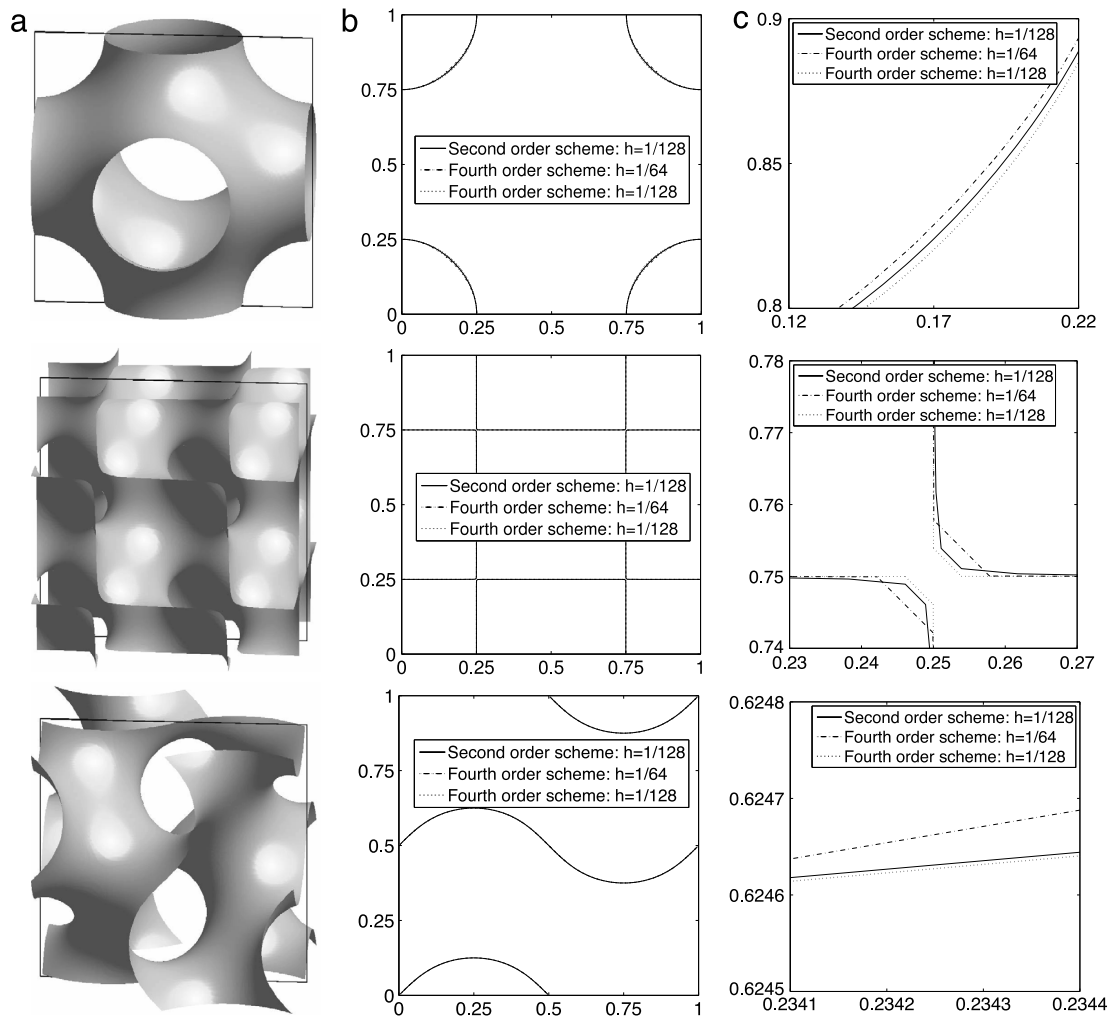 a
b
c
1
0.75
0.5
0.25
0
0
0.25
0.5
0.75
1
Second order scheme: h=1/128
Fourth order scheme: h=1/64
Fourth order scheme: h=1/128
0.9
0.85
0.8
0.12
0.17
0.22
Second order scheme: h=1/128
Fourth order scheme: h=1/64
Fourth order scheme: h=1/128
1
0.75
0.5
0.25
0
0
0.25
0.5
0.75
1
Second order scheme: h=1/128
Fourth order scheme: h=1/64
Fourth order scheme: h=1/128
0.78
0.77
0.76
0.75
0.74
0.23
0.24
0.25
0.26
0.27
Second order scheme: h=1/128
Fourth order scheme: h=1/64
Fourth order scheme: h=1/128
1
0.75
0.5
0.25
0
0
0.25
0.5
0.75
1
Second order scheme: h=1/128
Fourth order scheme: h=1/64
Fourth order scheme: h=1/128
0.6248
0.6247
0.6246
0.6245
0.2341
0.2342
0.2343
0.2344
Second order scheme: h=1/128
Fourth order scheme: h=1/64
Fourth order scheme: h=1/128